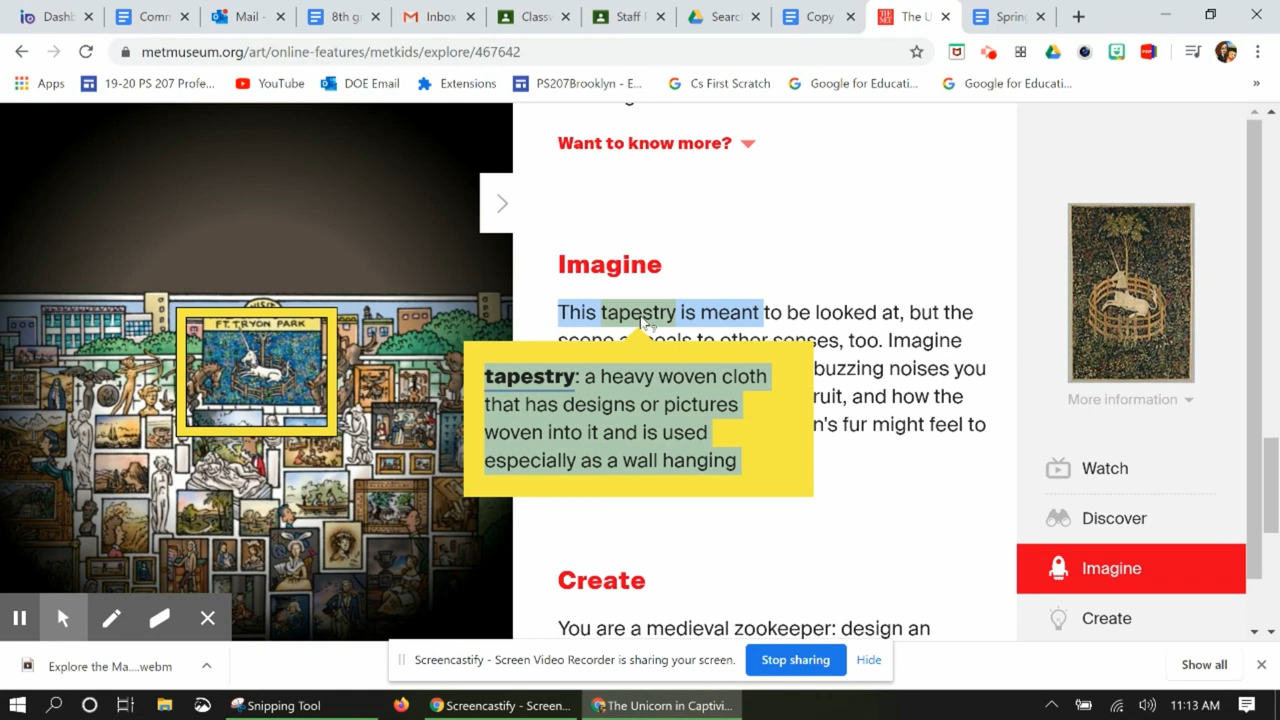 Dashb
Comm
Mail -
8th gr
Inbox
Class
Staff
Searc
Copy
The U
Spring
metmuseum.org/art/online-features/metkids/explore/467642
Apps
19-20 PS 207 Profe...
YouTube
DOE Email
Extensions
PS207Brooklyn - E...
Cs First Scratch
Google for Educati...
Google for Educati...
Want to know more?
Imagine
This tapestry is meant to be looked at, but the
scene appeals to other senses, too. Imagine
buzzing noises you
ruit, and how the
n's fur might feel to
tapestry: a heavy woven cloth
that has designs or pictures
woven into it and is used
especially as a wall hanging
Create
You are a medieval zookeeper: design an
VISIT
FT. TRYON PARK
More information
Watch
Discover
Imagine
Create
Explore the Ma....webm
Screencastify - Screen Video Recorder is sharing your screen.
Stop sharing
Hide
Show all
Snipping Tool
Screencastify - Screen...
The Unicorn in Captivi...
11:13 AM